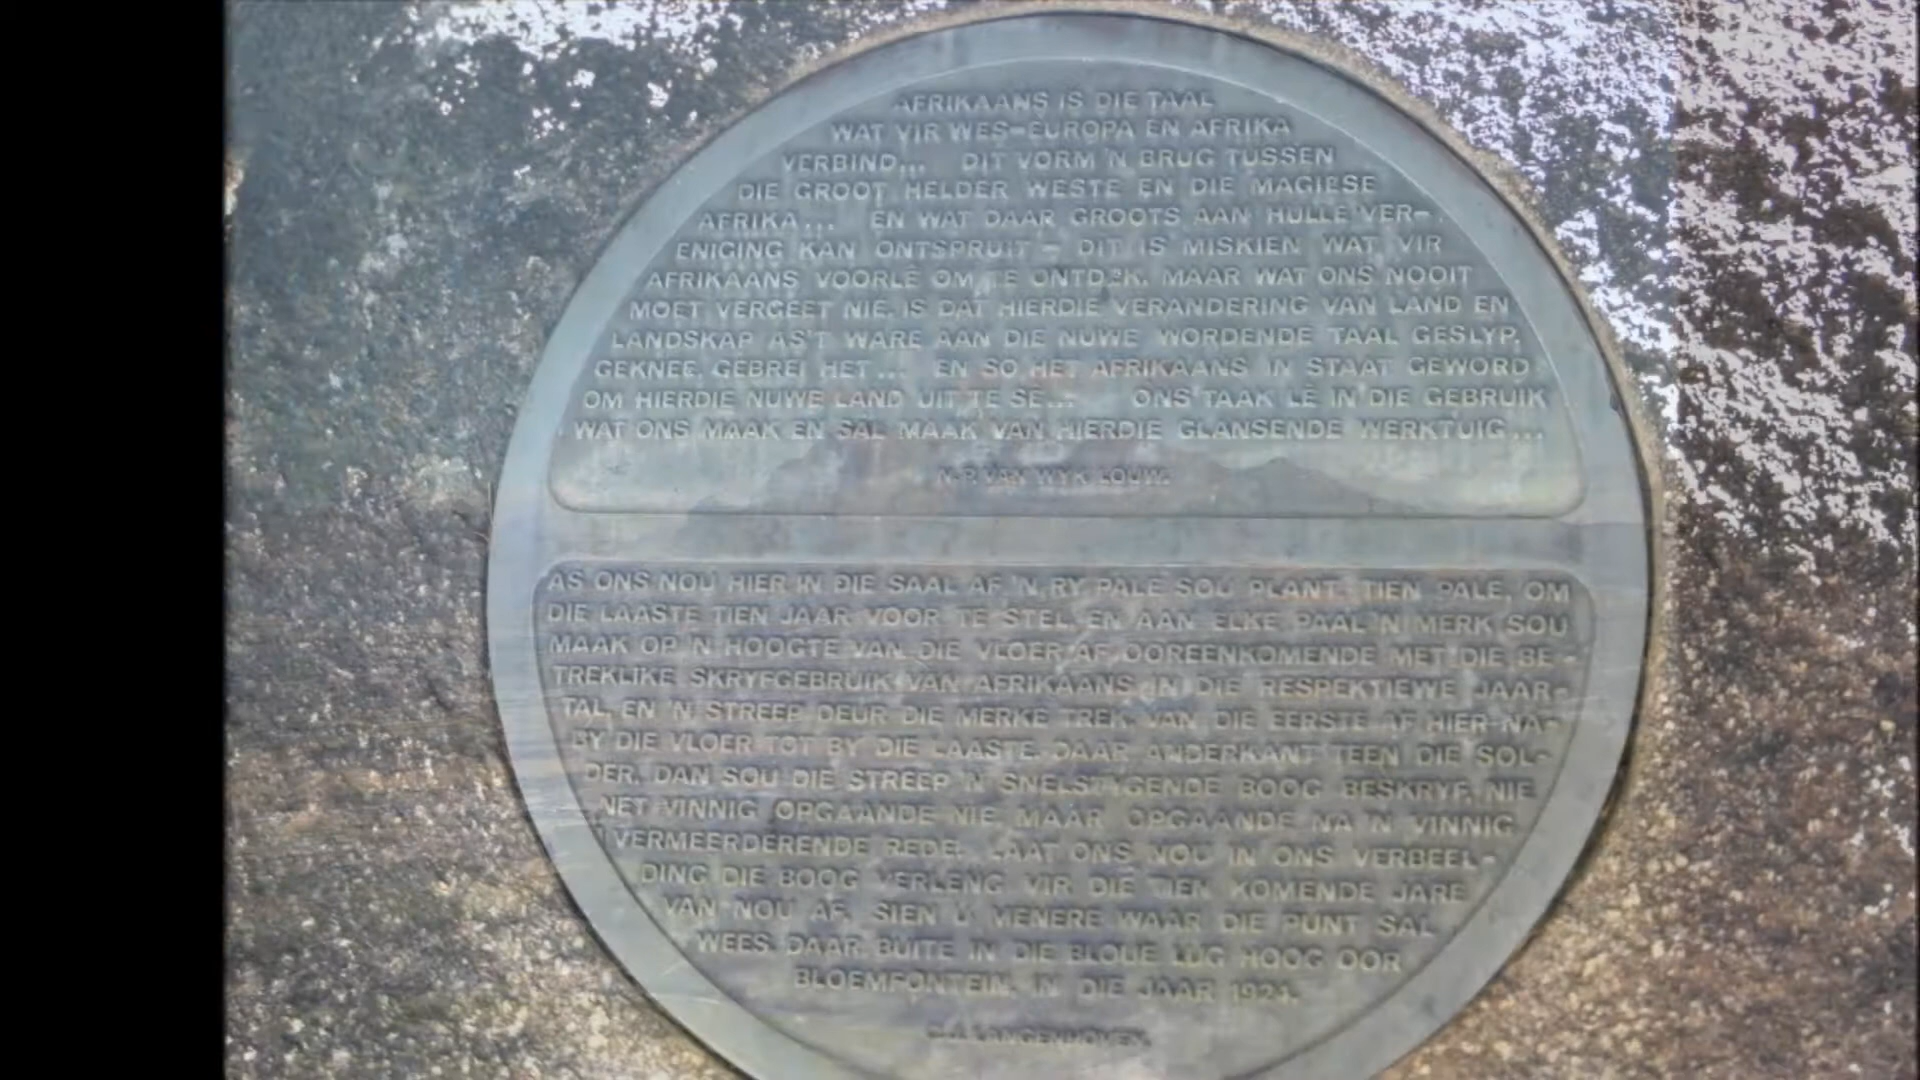 AFRIKAANS IS DIE TAAL
WAT VIR WES-EUROPA EN AFRIKA
VERBIND... DIT VORM 'N BRUG TUSSEN
DIE GROOT HELDER WESTE EN DIE MAGIESE
AFRIKA... EN WAT DAAR GROOTS AAN HULLE VER-
ENIGING KAN ONTSPRUIT - DIT IS MISKIEN WAT VIR
AFRIKAANS VOORLÊ OM TE ONTDEK. MAAR WAT ONS NOOIT
MOET VERGEET NIE, IS DAT HIERDIE VERANDERING VAN LAND EN
LANDSKAP AS'T WARE AAN DIE NUWE WORDENDE TAAL GESLYP,
GEKNEE, GEBREI HET... EN SO HET AFRIKAANS IN STAAT GEWORD
OM HIERDIE NUWE LAND UIT TE SÊ... ONS TAAK LÊ IN DIE GEBRUIK
WAT ONS MAAK EN SAL MAAK VAN HIERDIE GLANSENDE WERKTUIG...
N.P. VAN WYK LOUW.
AS ONS NOU HIER IN DIE SAAL AF 'N RY PALE SOU PLANT, TIEN PALE, OM
DIE LAASTE TIEN JAAR VOOR TE STEL EN AAN ELKE PAAL 'N MERK SOU
MAAK OP 'N HOOGTE VAN DIE VLOER AF OOREENKOMENDE MET DIE BE-
TREKLIKE SKRYFGEBRUIK VAN AFRIKAANS IN DIE RESPEKTIEWE JAAR-
TAL, EN 'N STREEP DEUR DIE MERKE TREK VAN DIE EERSTE AF HIER NA-
BY DIE VLOER TOT BY DIE LAASTE DAAR ANDERKANT TEEN DIE SOL-
DER, DAN SOU DIE STREEP 'N SNELSTYGENDE BOOG BESKRYF, NIE
NET VINNIG OPGAANDE NIE, MAAR OPGAANDE NA 'N VINNIG
VERMEERDERENDE REDE. LAAT ONS NOU IN ONS VERBEEL-
DING DIE BOOG VERLENG VIR DIE TIEN KOMENDE JARE
VAN NOU AF. SIEN U MENERE WAAR DIE PUNT SAL
WEES DAAR BUITE IN DIE BLOUE LUG HOOG OOR
BLOEMFONTEIN, IN DIE JAAR 1924.
C.J. LANGENHOVEN.